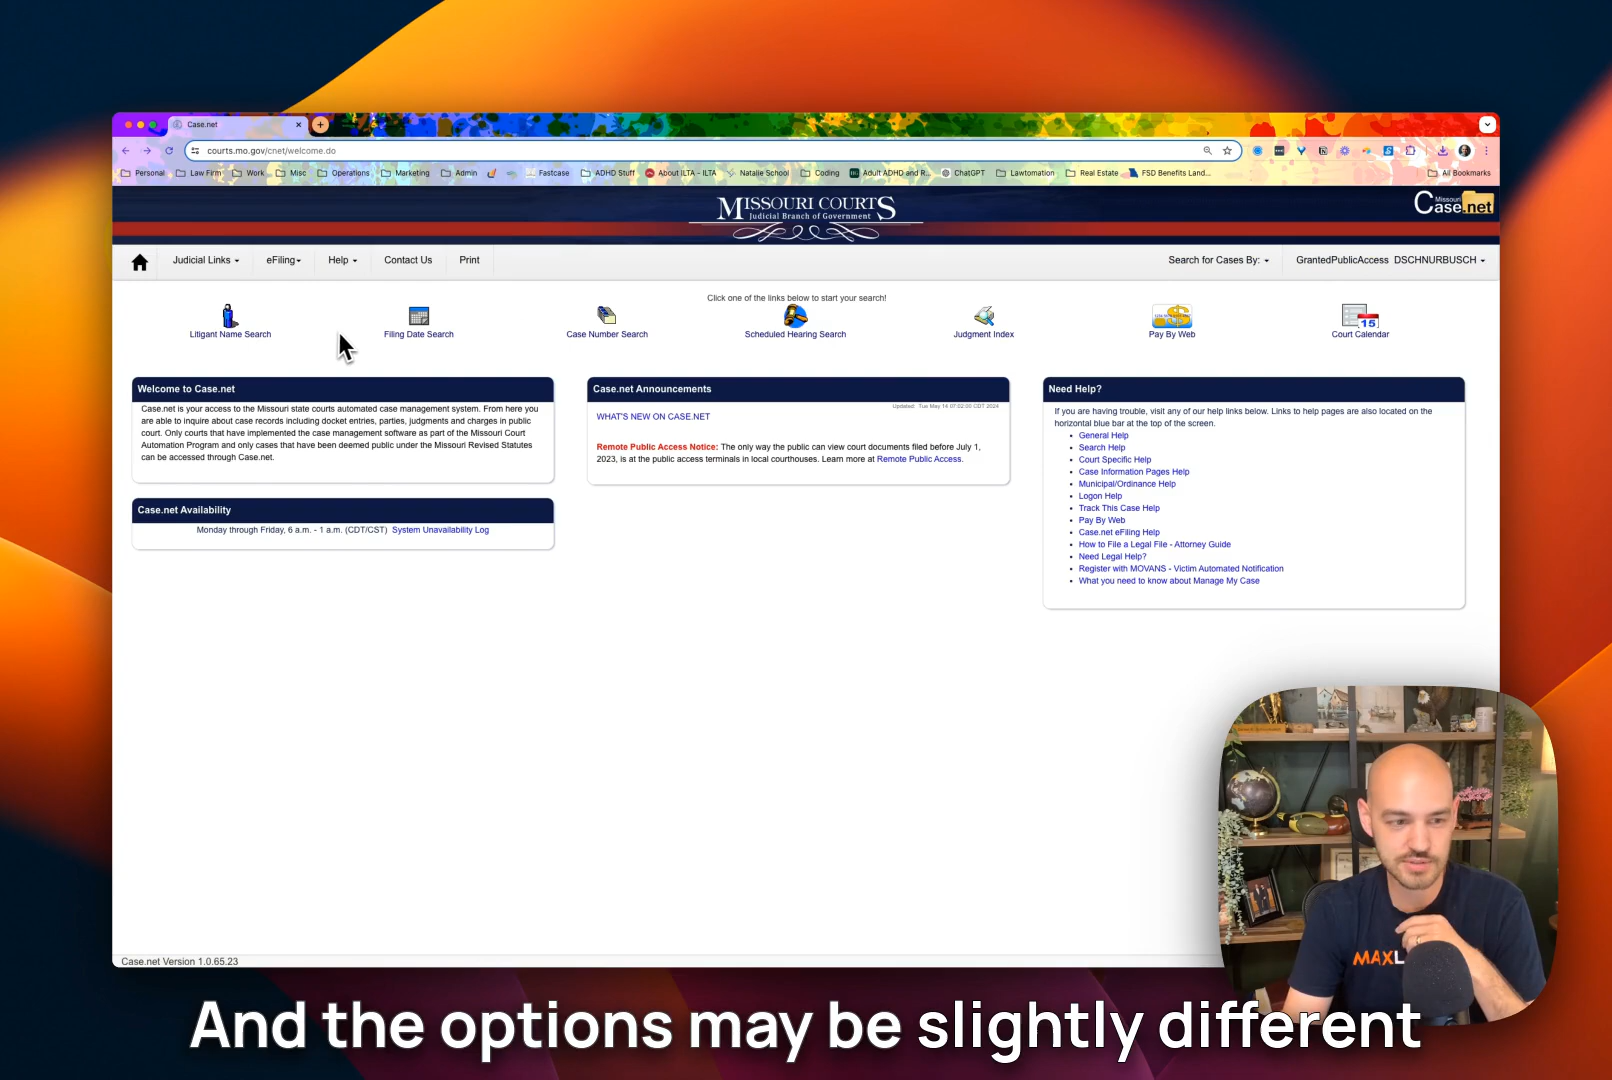 Case.net
courts.mo.gov/cnet/welcome.do
Personal Law Firm Work Misc Operations Marketing Admin Fastcase ADHD Stuff About ILTA - ILTA Natalie School Coding Adult ADHD and R... ChatGPT Lawtomation Real Estate FSD Benefits Land... All Bookmarks
MISSOURI COURTS
Judicial Branch of Government
Missouri
Case.net
Judicial Links eFiling Help Contact Us Print Search for Cases By: GrantedPublicAccess DSCHNURBUSCH
Click one of the links below to start your search!
15
Litigant Name Search Filing Date Search Case Number Search Scheduled Hearing Search Judgment Index Pay By Web Court Calendar
Welcome to Case.net
Case.net is your access to the Missouri state courts automated case management system. From here you
are able to inquire about case records including docket entries, parties, judgments and charges in public
court. Only courts that have implemented the case management software as part of the Missouri Court
Automation Program and only cases that have been deemed public under the Missouri Revised Statutes
can be accessed through Case.net.
Case.net Availability
Monday through Friday, 6 a.m. - 1 a.m. (CDT/CST) System Unavailability Log
Case.net Announcements
Updated: Tue May 14 07:02:00 CDT 2024
WHAT'S NEW ON CASE.NET
Remote Public Access Notice: The only way the public can view court documents filed before July 1,
2023, is at the public access terminals in local courthouses. Learn more at Remote Public Access.
Need Help?
If you are having trouble, visit any of our help links below. Links to help pages are also located on the
horizontal blue bar at the top of the screen.
General Help
Search Help
Court Specific Help
Case Information Pages Help
Municipal/Ordinance Help
Logon Help
Track This Case Help
Pay By Web
Case.net eFiling Help
How to File a Legal File - Attorney Guide
Need Legal Help?
Register with MOVANS - Victim Automated Notification
What you need to know about Manage My Case
MAXL
Case.net Version 1.0.65.23
And the options may be slightly different